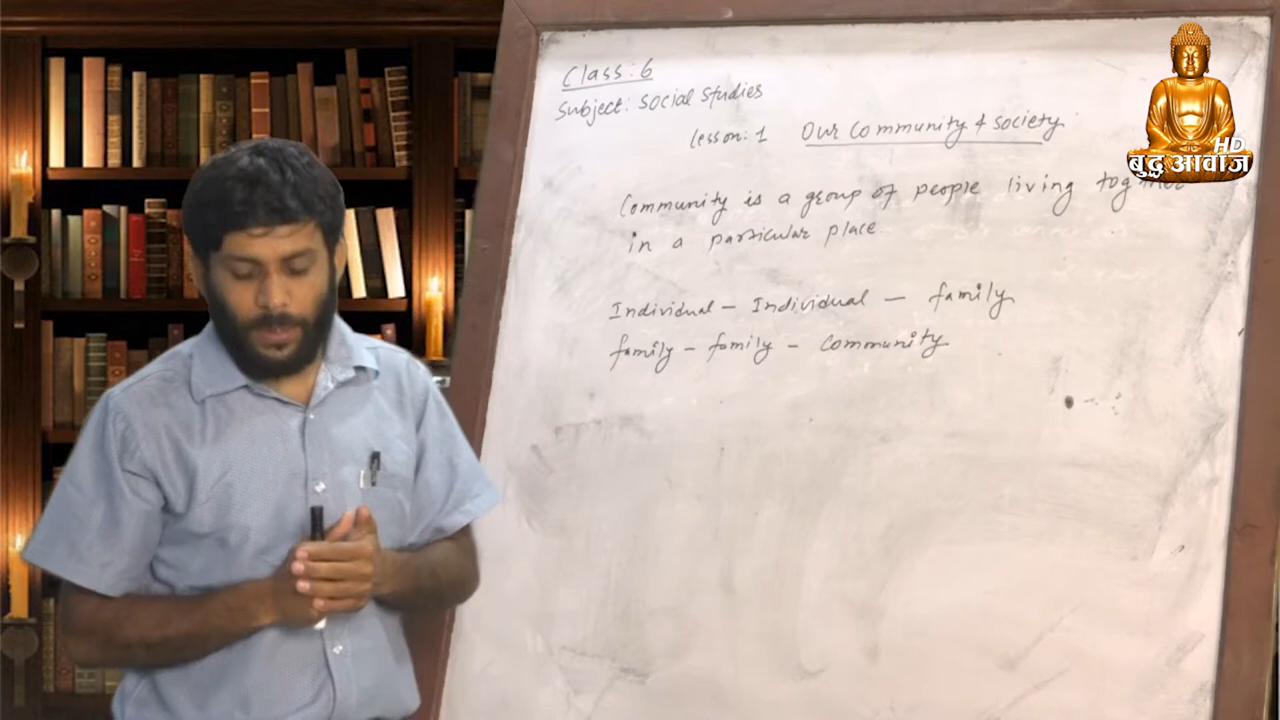 Class: 6
Subject: Social Studies
lesson: 1 Our Community & Society
Community is a group of people living together
in a particular place
Individual - Individual - family
family - family - Community
HD
बुद्ध आवाज